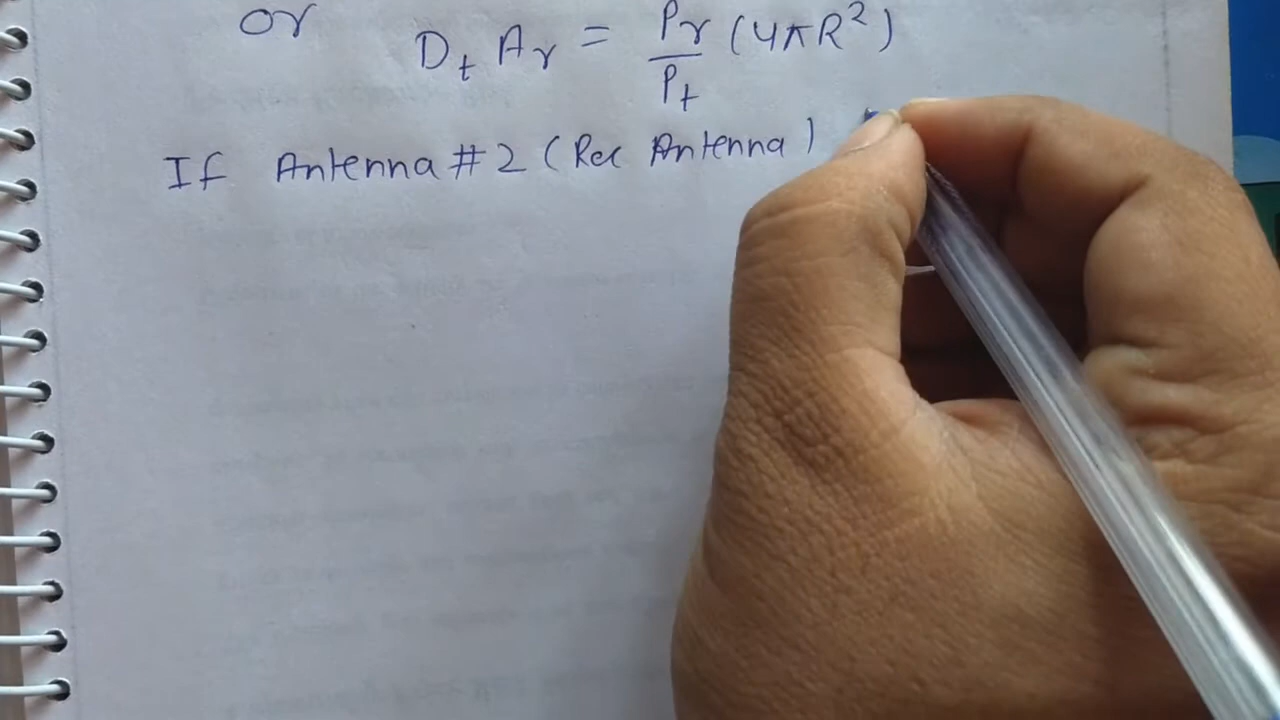 or
D_t A_r = P_r / P_t (4πR²)
If Antenna #2 (Rec Antenna)